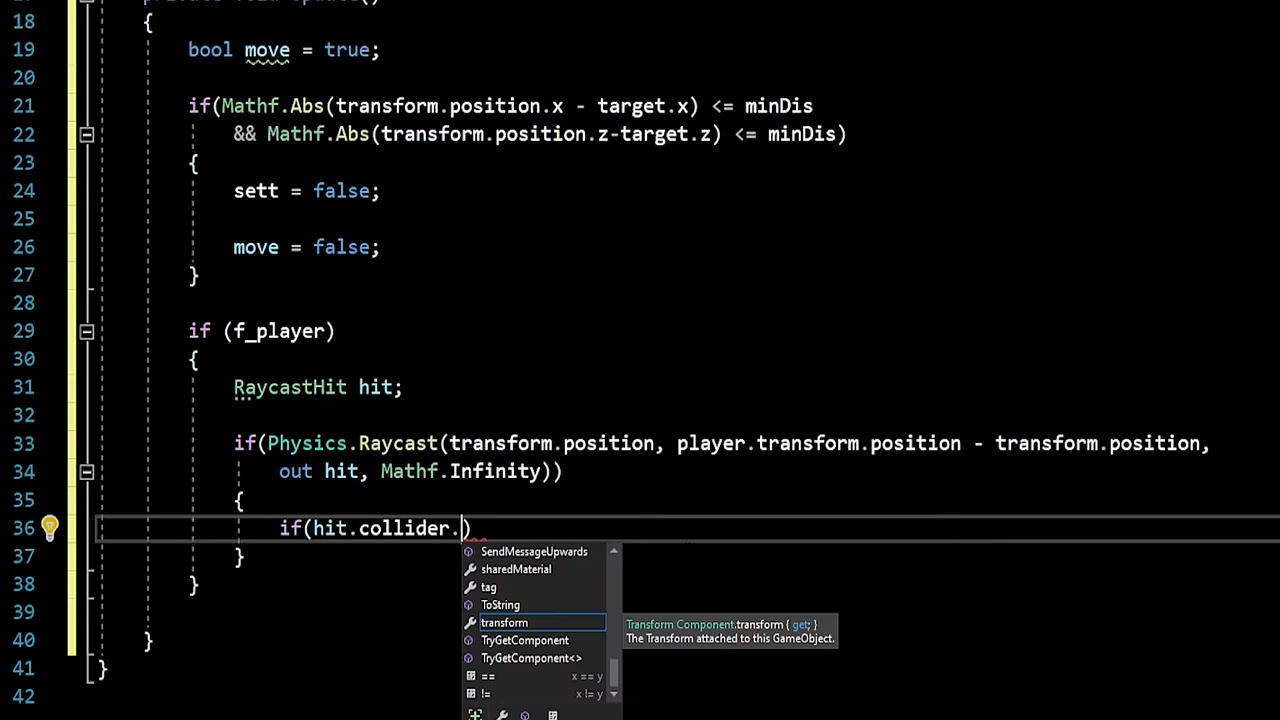 private void Update()
18 {
19 bool move = true;
20
21 if(Mathf.Abs(transform.position.x - target.x) <= minDis
22 && Mathf.Abs(transform.position.z-target.z) <= minDis)
23 {
24 sett = false;
25
26 move = false;
27 }
28
29 if (f_player)
30 {
31 RaycastHit hit;
32
33 if(Physics.Raycast(transform.position, player.transform.position - transform.position,
34 out hit, Mathf.Infinity))
35 {
36 if(hit.collider.)
37 }
38 }
39
40 }
41 }
42
SendMessageUpwards
sharedMaterial
tag
ToString
transform
TryGetComponent
TryGetComponent<>
== x == y
!= x != y
Transform Component.transform { get; }
The Transform attached to this GameObject.